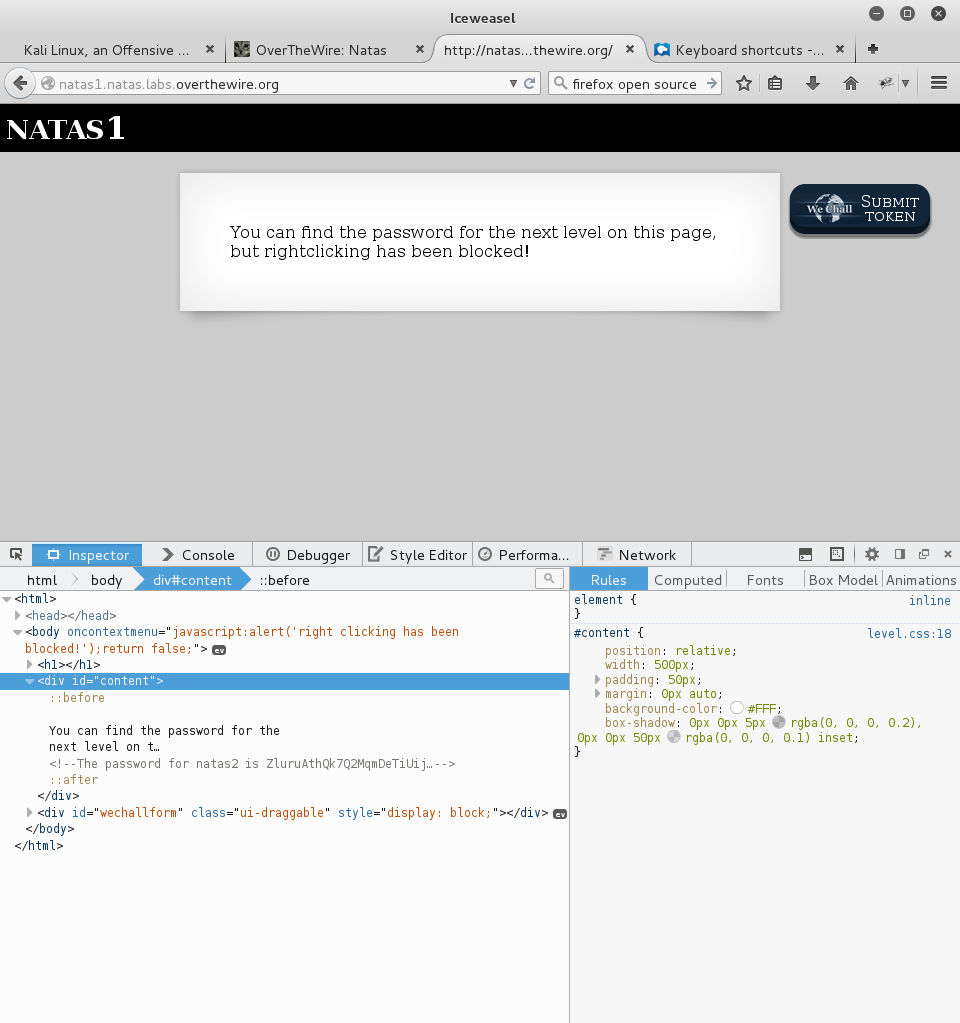 Iceweasel
Kali Linux, an Offensive ... × OverTheWire: Natas × http://natas...thewire.org/ × Keyboard shortcuts -... ×
natas1.natas.labs.overthewire.org firefox open source
NATAS1
You can find the password for the next level on this page,
but rightclicking has been blocked!
We Chall
SUBMIT
TOKEN
Inspector Console Debugger Style Editor Performa... Network
html body div#content ::before
<html>
<head></head>
<body oncontextmenu="javascript:alert('right clicking has been
blocked!');return false;"> ev
<h1></h1>
<div id="content">
::before
You can find the password for the
next level on t…
<!--The password for natas2 is ZluruAthQk7Q2MqmDeTiUij…-->
::after
</div>
<div id="wechallform" class="ui-draggable" style="display: block;"></div> ev
</body>
</html>
Rules Computed Fonts Box Model Animations
element { inline
}
#content { level.css:18
position: relative;
width: 500px;
padding: 50px;
margin: 0px auto;
background-color: #FFF;
box-shadow: 0px 0px 5px rgba(0, 0, 0, 0.2),
0px 0px 50px rgba(0, 0, 0, 0.1) inset;
}